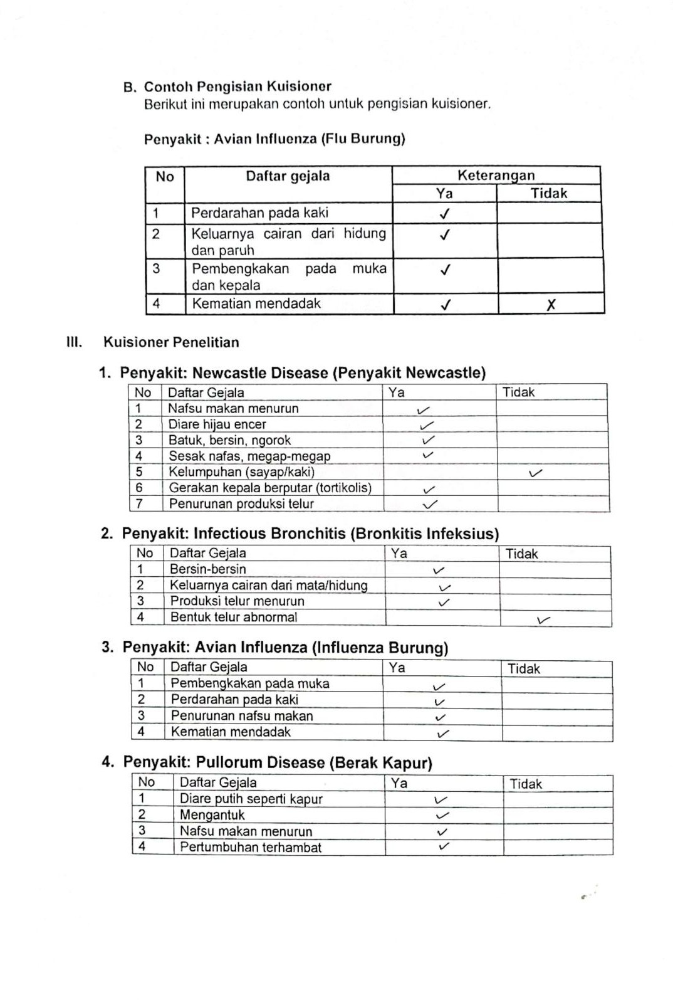 B. Contoh Pengisian Kuisioner
Berikut ini merupakan contoh untuk pengisian kuisioner.
Penyakit : Avian Influenza (Flu Burung)
No Daftar gejala Keterangan
Ya Tidak
1 Perdarahan pada kaki ✓
2 Keluarnya cairan dari hidung ✓
dan paruh
3 Pembengkakan pada muka ✓
dan kepala
4 Kematian mendadak ✓ X
III. Kuisioner Penelitian
1. Penyakit: Newcastle Disease (Penyakit Newcastle)
No Daftar Gejala Ya Tidak
1 Nafsu makan menurun ✓
2 Diare hijau encer ✓
3 Batuk, bersin, ngorok ✓
4 Sesak nafas, megap-megap ✓
5 Kelumpuhan (sayap/kaki) ✓
6 Gerakan kepala berputar (tortikolis) ✓
7 Penurunan produksi telur ✓
2. Penyakit: Infectious Bronchitis (Bronkitis Infeksius)
No Daftar Gejala Ya Tidak
1 Bersin-bersin ✓
2 Keluarnya cairan dari mata/hidung ✓
3 Produksi telur menurun ✓
4 Bentuk telur abnormal ✓
3. Penyakit: Avian Influenza (Influenza Burung)
No Daftar Gejala Ya Tidak
1 Pembengkakan pada muka ✓
2 Perdarahan pada kaki ✓
3 Penurunan nafsu makan ✓
4 Kematian mendadak ✓
4. Penyakit: Pullorum Disease (Berak Kapur)
No Daftar Gejala Ya Tidak
1 Diare putih seperti kapur ✓
2 Mengantuk ✓
3 Nafsu makan menurun ✓
4 Pertumbuhan terhambat ✓